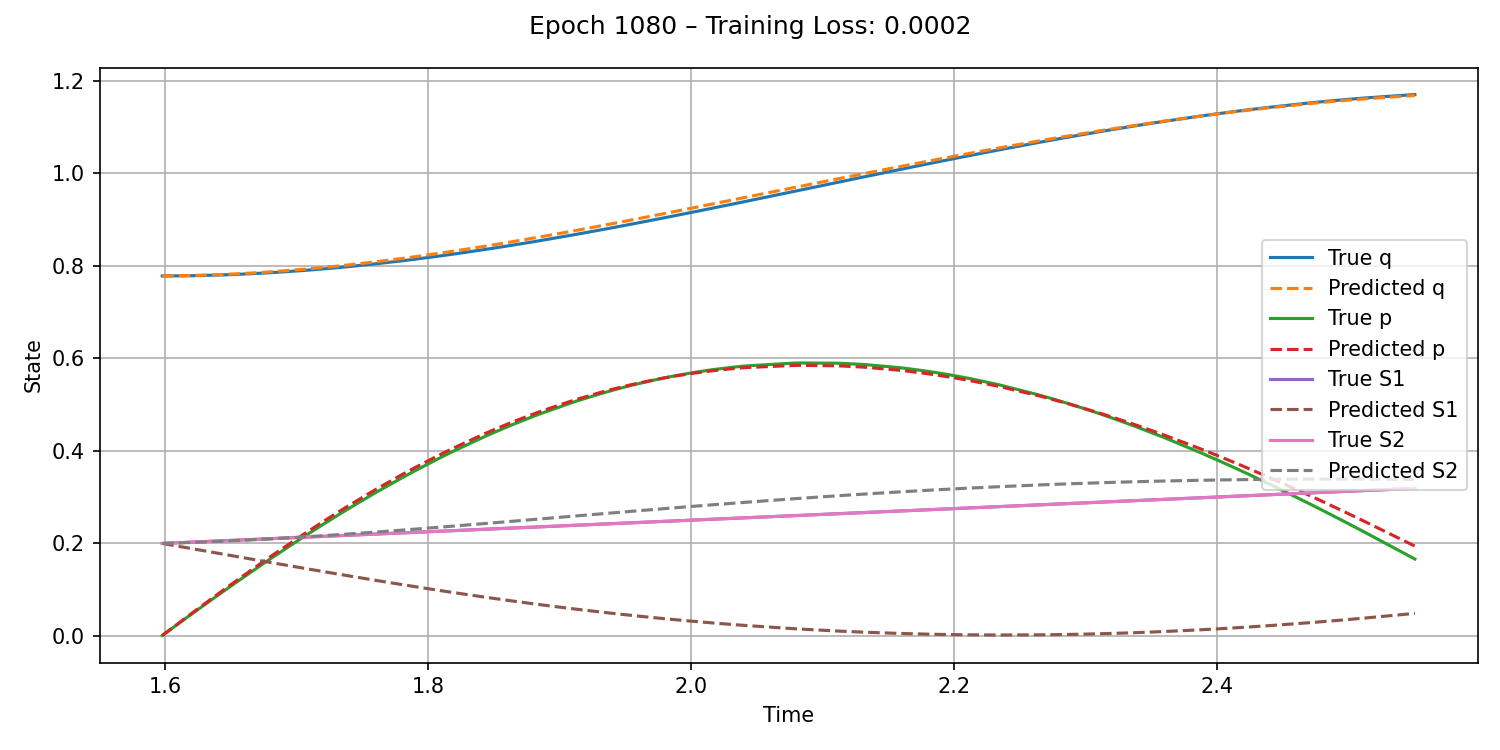 Epoch 1080 – Training Loss: 0.0002
1.2
1.0
0.8
0.6
0.4
0.2
0.0
State
True q
Predicted q
True p
Predicted p
True S1
Predicted S1
True S2
Predicted S2
1.6
1.8
2.0
2.2
2.4
Time